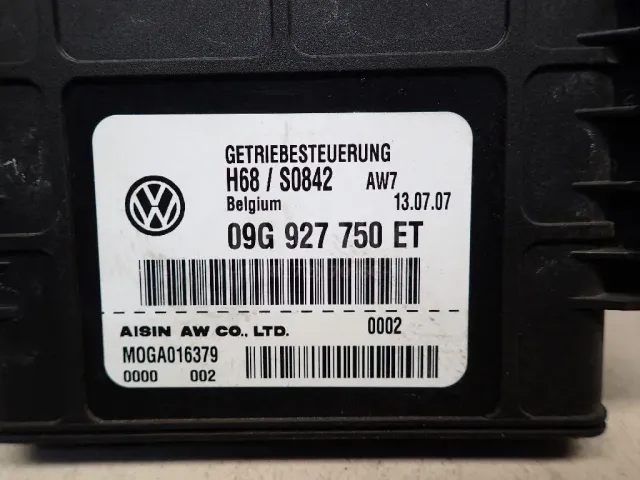 GETRIEBESTEUERUNG
H68 / S0842 AW7
Belgium 13.07.07
09G 927 750 ET
AISIN AW CO., LTD. 0002
MOGA016379
0000 002